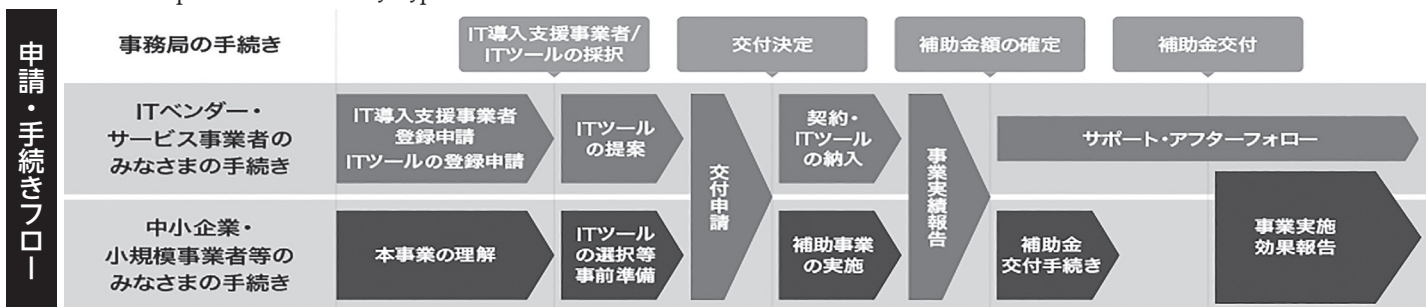 申請・手続きフロー
事務局の手続き
IT導入支援事業者/
ITツールの採択
交付決定
補助金額の確定
補助金交付
ITベンダー・
サービス事業者の
みなさまの手続き
IT導入支援事業者
登録申請
ITツールの登録申請
ITツール
の提案
交付申請
契約・
ITツール
の納入
事業実績報告
サポート・アフターフォロー
中小企業・
小規模事業者等の
みなさまの手続き
本事業の理解
ITツール
の選択等
事前準備
補助事業
の実施
補助金
交付手続き
事業実施
効果報告